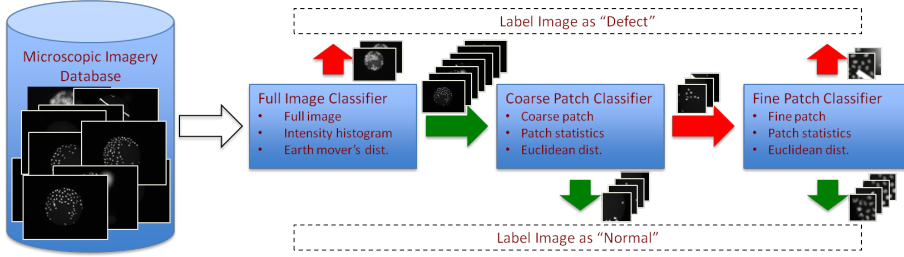 Label Image as “Defect”
Microscopic Imagery
Database
Full Image Classifier
• Full image
• Intensity histogram
• Earth mover's dist.
Coarse Patch Classifier
• Coarse patch
• Patch statistics
• Euclidean dist.
Fine Patch Classifier
• Fine patch
• Patch statistics
• Euclidean dist.
Label Image as “Normal”